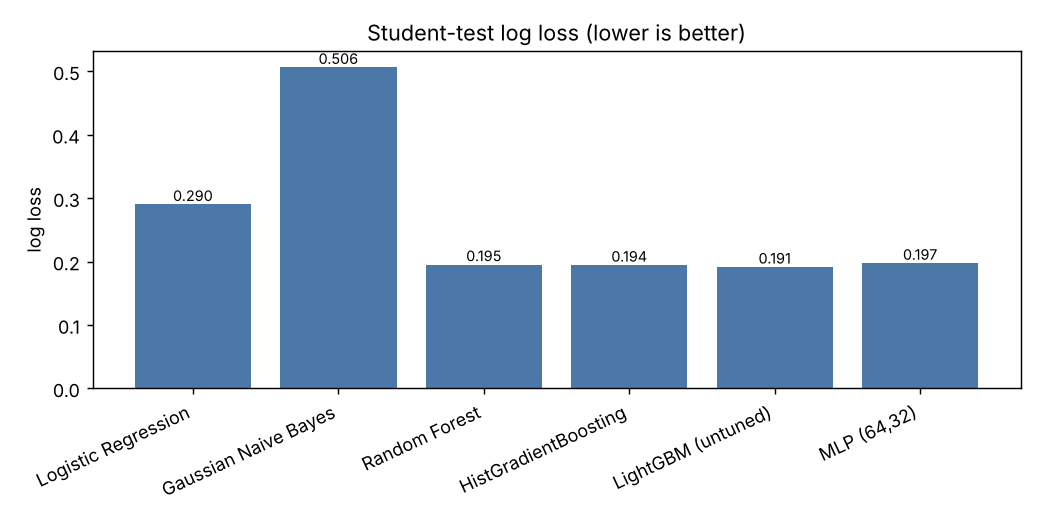 Student-test log loss (lower is better)
log loss
0.5
0.4
0.3
0.2
0.1
0.0
0.290
0.506
0.195
0.194
0.191
0.197
Logistic Regression
Gaussian Naive Bayes
Random Forest
HistGradientBoosting
LightGBM (untuned)
MLP (64,32)